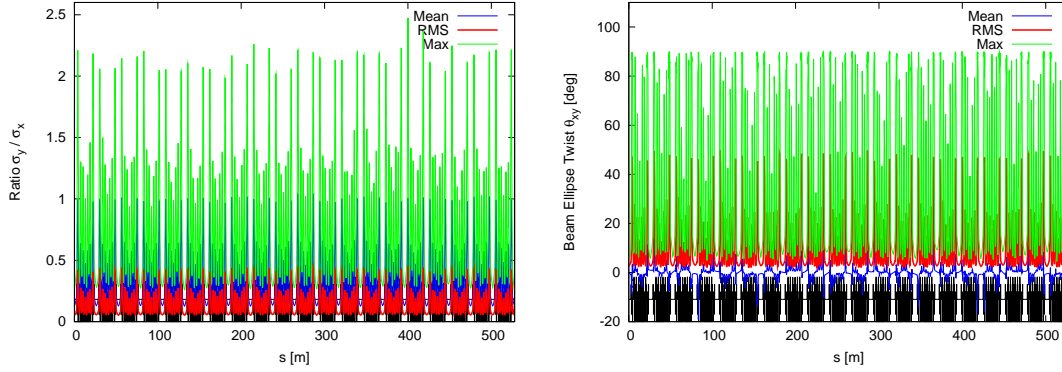 Ratio σy / σx
2.5
2
1.5
1
0.5
0
0 100 200 300 400 500
s [m]
Mean
RMS
Max
Beam Ellipse Twist θxy [deg]
100
80
60
40
20
0
-20
0 100 200 300 400 500
s [m]
Mean
RMS
Max